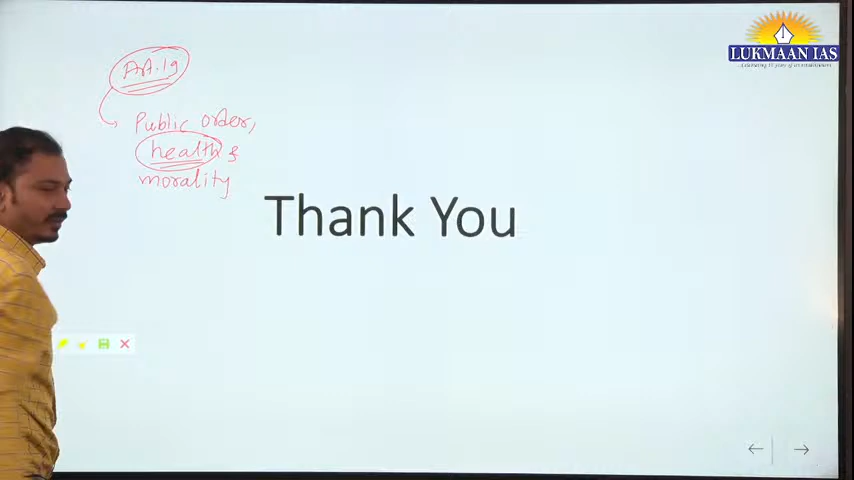 LUKMAAN IAS
Art.19
Public order,
health &
morality
Thank You